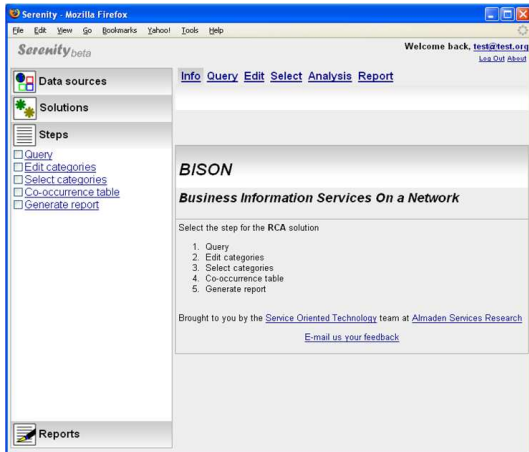 Serenity - Mozilla Firefox
File Edit View Go Bookmarks Yahoo! Tools Help
Serenity beta
Welcome back, test@test.org
Log Out About
Data sources
Solutions
Steps
Query
Edit categories
Select categories
Co-occurrence table
Generate report
Reports
Info Query Edit Select Analysis Report
BISON
Business Information Services On a Network
Select the step for the RCA solution
1. Query
2. Edit categories
3. Select categories
4. Co-occurrence table
5. Generate report
Brought to you by the Service Oriented Technology team at Almaden Services Research
E-mail us your feedback